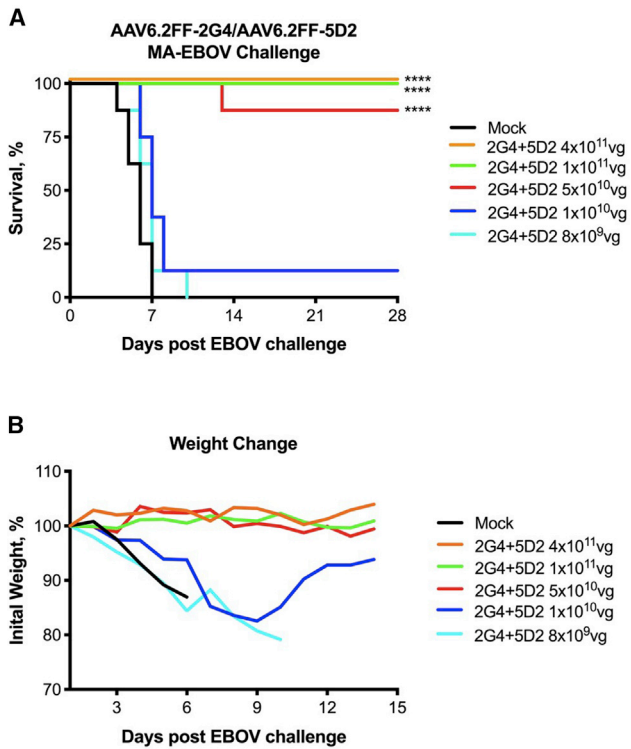 A
AAV6.2FF-2G4/AAV6.2FF-5D2
MA-EBOV Challenge
100
75
50
25
0
Survival, %
0 7 14 21 28
Days post EBOV challenge
****
****
****
Mock
2G4+5D2 4x10¹¹vg
2G4+5D2 1x10¹¹vg
2G4+5D2 5x10¹⁰vg
2G4+5D2 1x10¹⁰vg
2G4+5D2 8x10⁹vg
B
Weight Change
110
100
90
80
70
Inital Weight, %
3 6 9 12 15
Days post EBOV challenge
Mock
2G4+5D2 4x10¹¹vg
2G4+5D2 1x10¹¹vg
2G4+5D2 5x10¹⁰vg
2G4+5D2 1x10¹⁰vg
2G4+5D2 8x10⁹vg